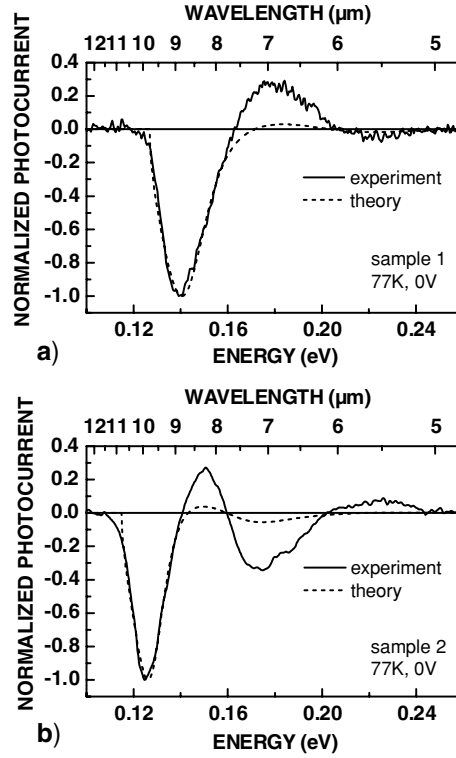 WAVELENGTH (µm)
12 11 10 9 8 7 6 5
NORMALIZED PHOTOCURRENT
0.4
0.2
0.0
-0.2
-0.4
-0.6
-0.8
-1.0
experiment
theory
sample 1
77K, 0V
0.12 0.16 0.20 0.24
a) ENERGY (eV)
WAVELENGTH (µm)
12 11 10 9 8 7 6 5
NORMALIZED PHOTOCURRENT
0.4
0.2
0.0
-0.2
-0.4
-0.6
-0.8
-1.0
experiment
theory
sample 2
77K, 0V
0.12 0.16 0.20 0.24
b) ENERGY (eV)